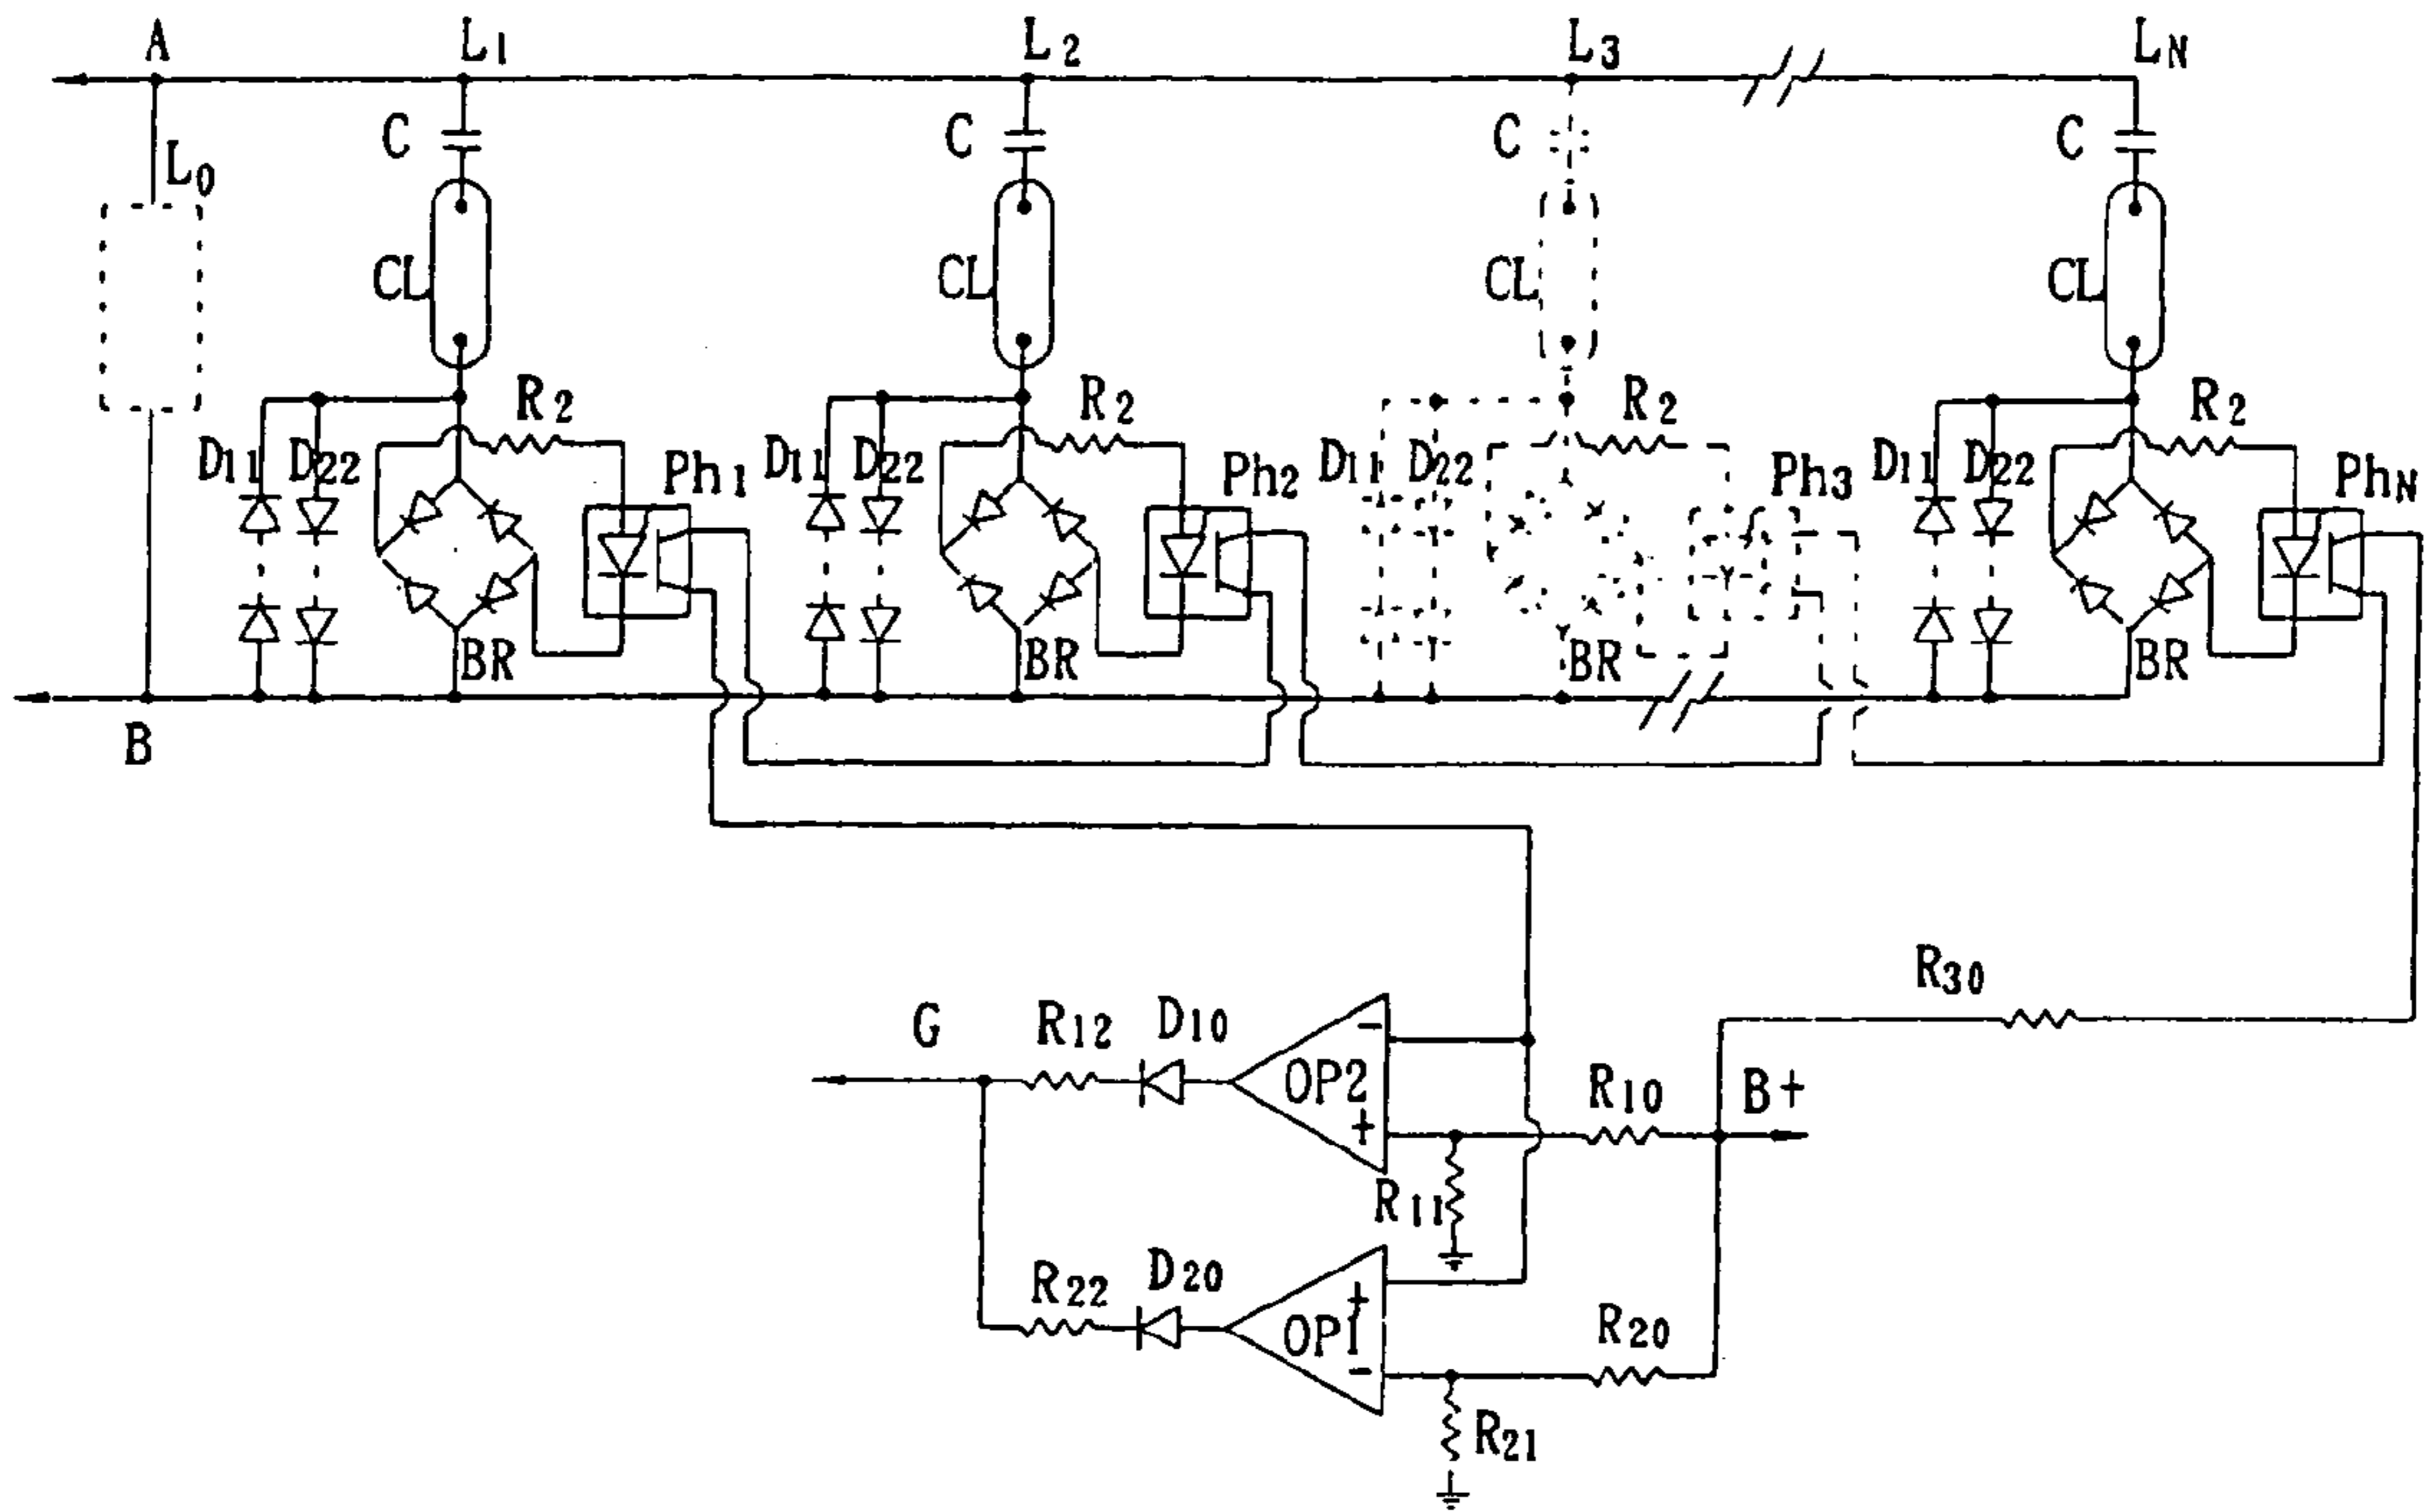 A L₁ L₂ L₃ L_N
C C C C
L₀
CL CL CL CL
R₂ R₂ R₂ R₂
D₁₁ D₂₂ Ph₁ D₁₁ D₂₂ Ph₂ D₁₁ D₂₂ Ph₃ D₁₁ D₂₂ Ph_N
BR BR BR BR
B
R₃₀
G R₁₂ D₁₀ - OP2 + R₁₀ B+
R₁₁
R₂₂ D₂₀ + OP1 - R₂₀
R₂₁